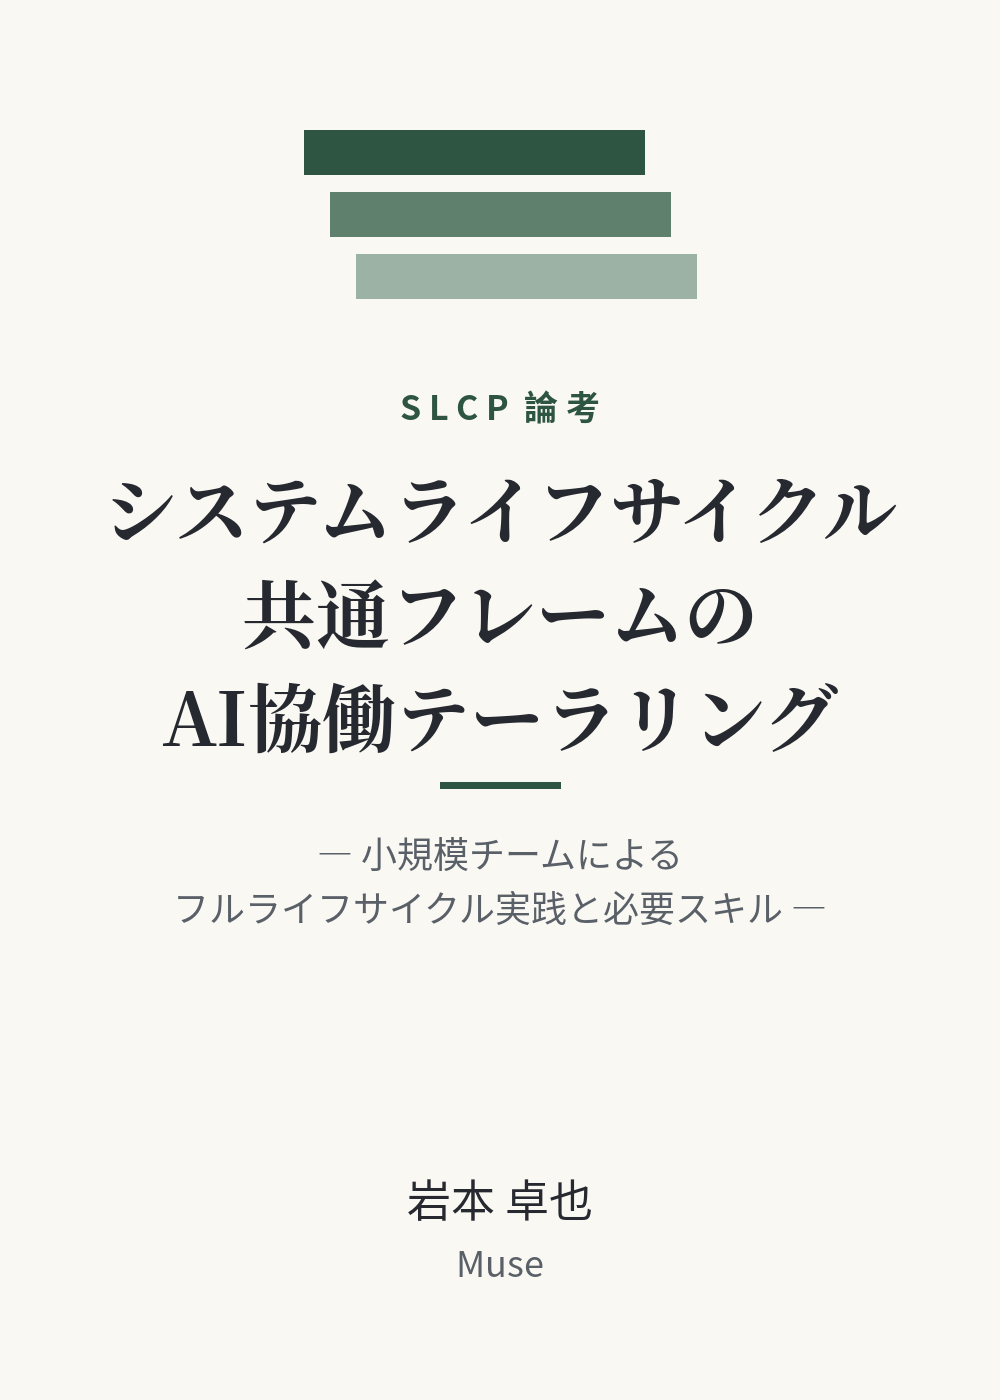 SLCP 論考
システムライフサイクル
共通フレームの
AI協働テーラリング
― 小規模チームによる
フルライフサイクル実践と必要スキル ―
岩本 卓也
Muse